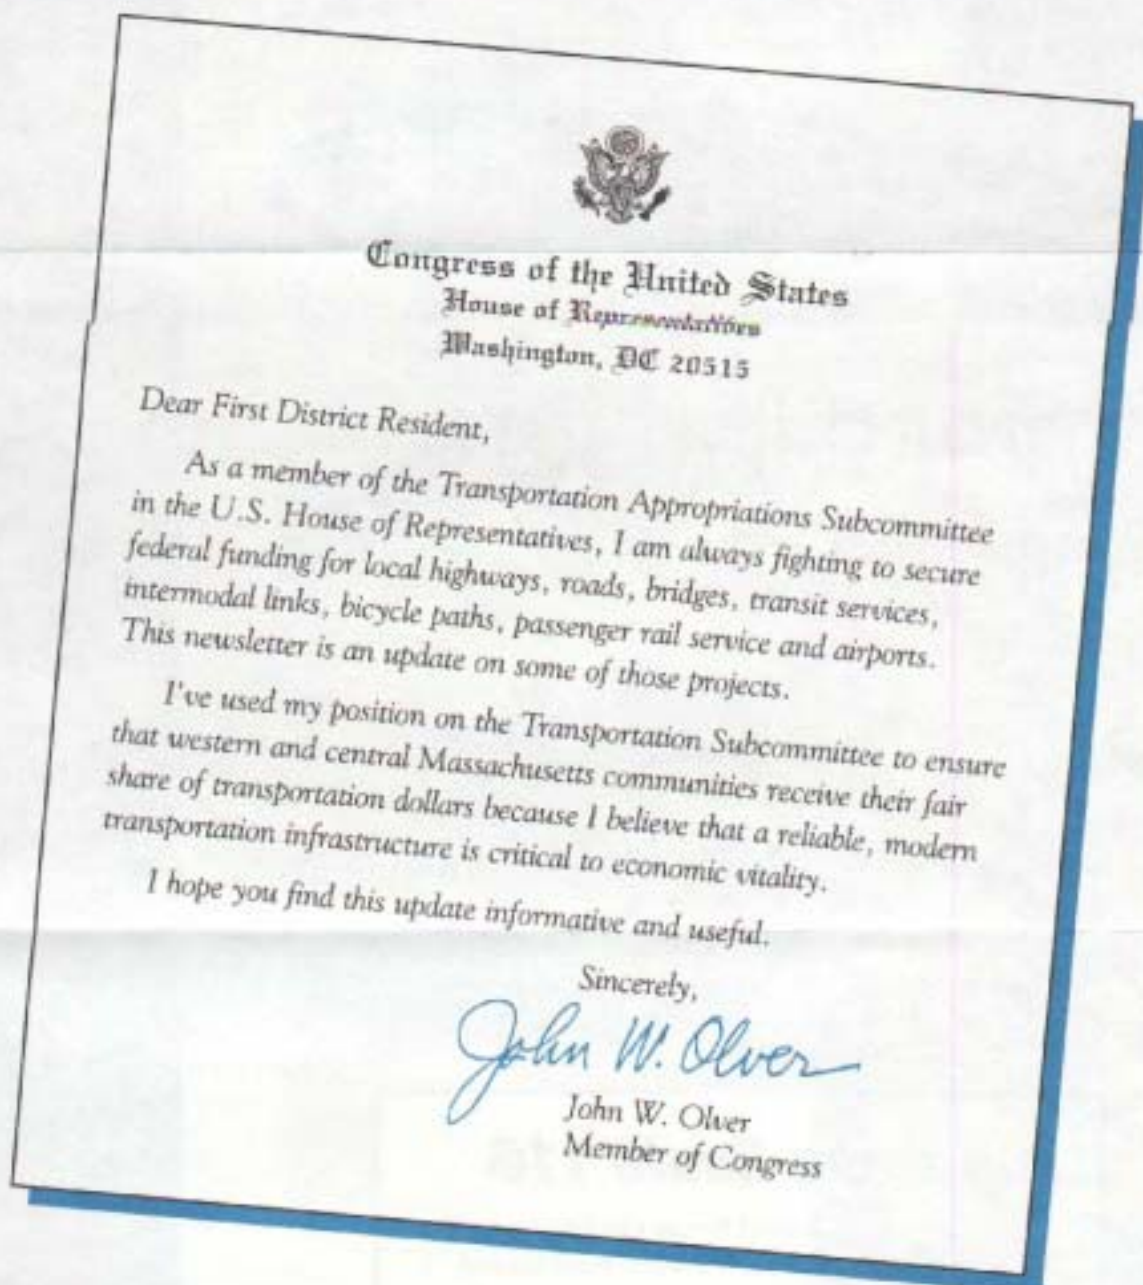 Congress of the United States
House of Representatives
Washington, DC 20515
Dear First District Resident,
As a member of the Transportation Appropriations Subcommittee
in the U.S. House of Representatives, I am always fighting to secure
federal funding for local highways, roads, bridges, transit services,
intermodal links, bicycle paths, passenger rail service and airports.
This newsletter is an update on some of those projects.
I've used my position on the Transportation Subcommittee to ensure
that western and central Massachusetts communities receive their fair
share of transportation dollars because I believe that a reliable, modern
transportation infrastructure is critical to economic vitality.
I hope you find this update informative and useful.
Sincerely,
John W. Olver
John W. Olver
Member of Congress